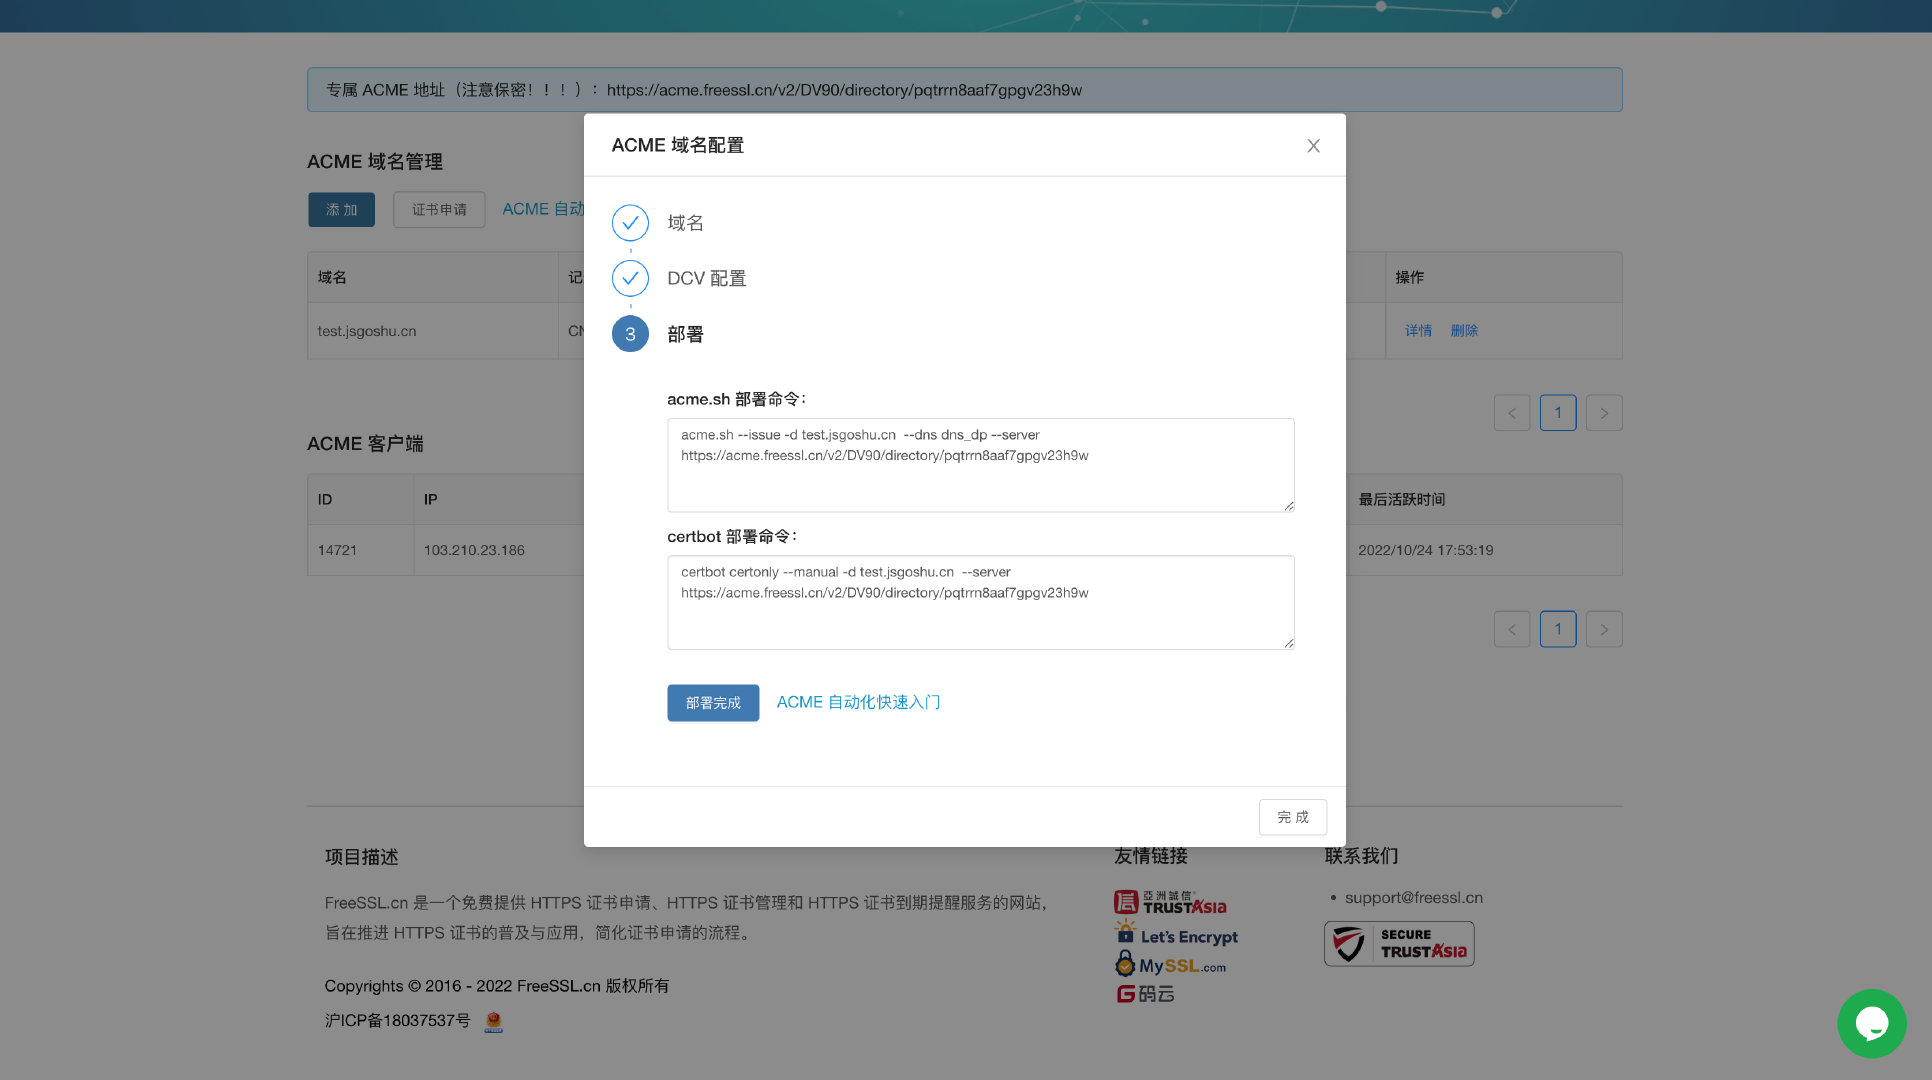 专属 ACME 地址（注意保密！！！）：https://acme.freessl.cn/v2/DV90/directory/pqtrrn8aaf7gpgv23h9w
ACME 域名管理
添 加
证书申请
ACME 自动
域名
记
操作
test.jsgoshu.cn
CN
详情
删除
1
ACME 客户端
ID
IP
最后活跃时间
14721
103.210.23.186
2022/10/24 17:53:19
1
ACME 域名配置
域名
DCV 配置
3
部署
acme.sh 部署命令：
acme.sh --issue -d test.jsgoshu.cn  --dns dns_dp --server
https://acme.freessl.cn/v2/DV90/directory/pqtrrn8aaf7gpgv23h9w
certbot 部署命令：
certbot certonly --manual -d test.jsgoshu.cn  --server
https://acme.freessl.cn/v2/DV90/directory/pqtrrn8aaf7gpgv23h9w
部署完成
ACME 自动化快速入门
完 成
项目描述
FreeSSL.cn 是一个免费提供 HTTPS 证书申请、HTTPS 证书管理和 HTTPS 证书到期提醒服务的网站，
旨在推进 HTTPS 证书的普及与应用，简化证书申请的流程。
Copyrights © 2016 - 2022 FreeSSL.cn 版权所有
沪ICP备18037537号
友情链接
亞洲誠信
TRUSTAsia
Let's Encrypt
MySSL.com
G码云
联系我们
support@freessl.cn
SECURE
TRUSTAsia